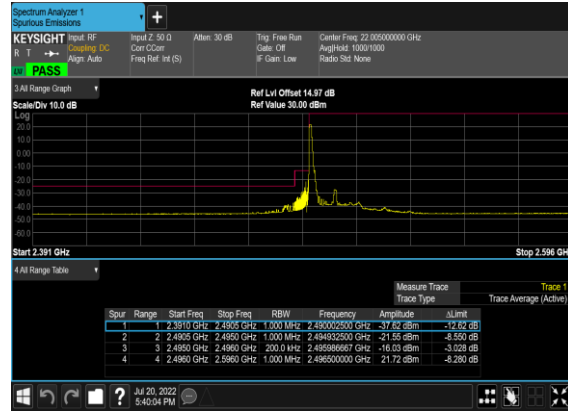 Spectrum Analyzer 1
Spurious Emissions
KEYSIGHT Input: RF Input Z: 50 Ω Atten: 30 dB Trig: Free Run Center Freq: 22.005000000 GHz
R T Coupling: DC Corr CCorr Gate: Off Avg|Hold: 1000/1000
Align: Auto Freq Ref: Int (S) IF Gain: Low Radio Std: None
PASS
3 All Range Graph
Ref Lvl Offset 14.97 dB
Scale/Div 10.0 dB Ref Value 30.00 dBm
Log
20.0
10.0
0.00
-10.0
-20.0
-30.0
-40.0
-50.0
-60.0
Start 2.391 GHz Stop 2.596 GH
4 All Range Table
Measure Trace Trace 1
Trace Type Trace Average (Active)
Spur Range Start Freq Stop Freq RBW Frequency Amplitude ΔLimit
1 1 2.3910 GHz 2.4905 GHz 1.000 MHz 2.490002500 GHz -37.62 dBm -12.62 dB
2 2 2.4905 GHz 2.4950 GHz 1.000 MHz 2.494932500 GHz -21.55 dBm -8.550 dB
3 3 2.4950 GHz 2.4960 GHz 200.0 kHz 2.495986667 GHz -16.03 dBm -3.028 dB
4 4 2.4960 GHz 2.5960 GHz 1.000 MHz 2.496500000 GHz 21.72 dBm -8.280 dB
Jul 20, 2022
5:40:04 PM